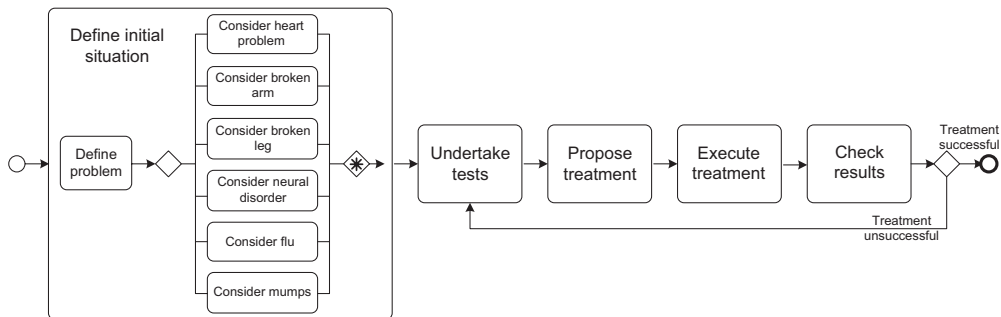 Define initial
situation
Define
problem
Consider heart
problem
Consider broken
arm
Consider broken
leg
Consider neural
disorder
Consider flu
Consider mumps
Undertake
tests
Propose
treatment
Execute
treatment
Check
results
Treatment
successful
Treatment
unsuccessful